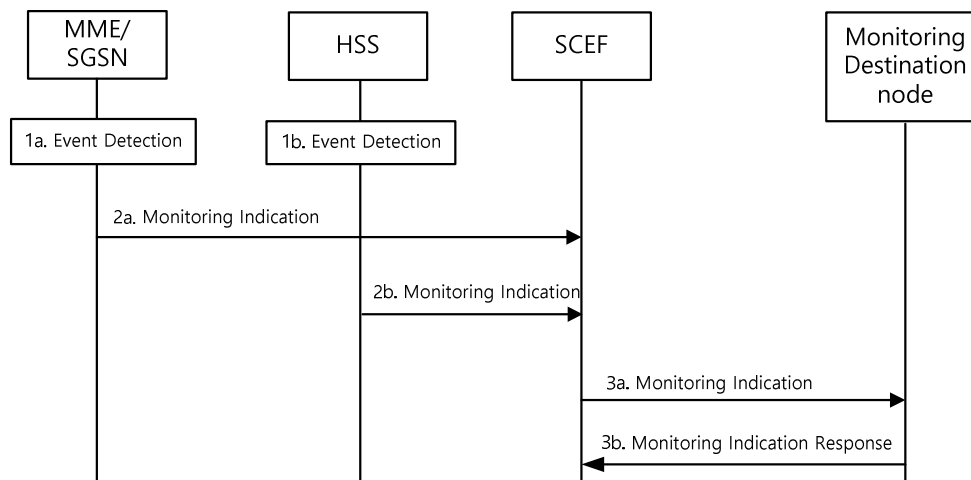 MME/
SGSN
HSS
SCEF
Monitoring
Destination
node
1a. Event Detection
1b. Event Detection
2a. Monitoring Indication
2b. Monitoring Indication
3a. Monitoring Indication
3b. Monitoring Indication Response